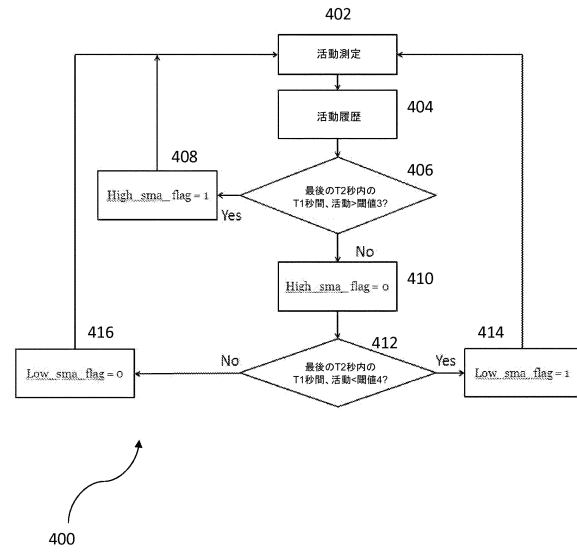 402
活動測定
活動履歴
404
406
最後のT2秒内の
T1秒間、活動>閾値3?
408
High_sma_flag = 1
Yes
No
High_sma_flag = 0
410
412
最後のT2秒内の
T1秒間、活動<閾値4?
No
Yes
416
Low_sma_flag = 0
414
Low_sma_flag = 1
400